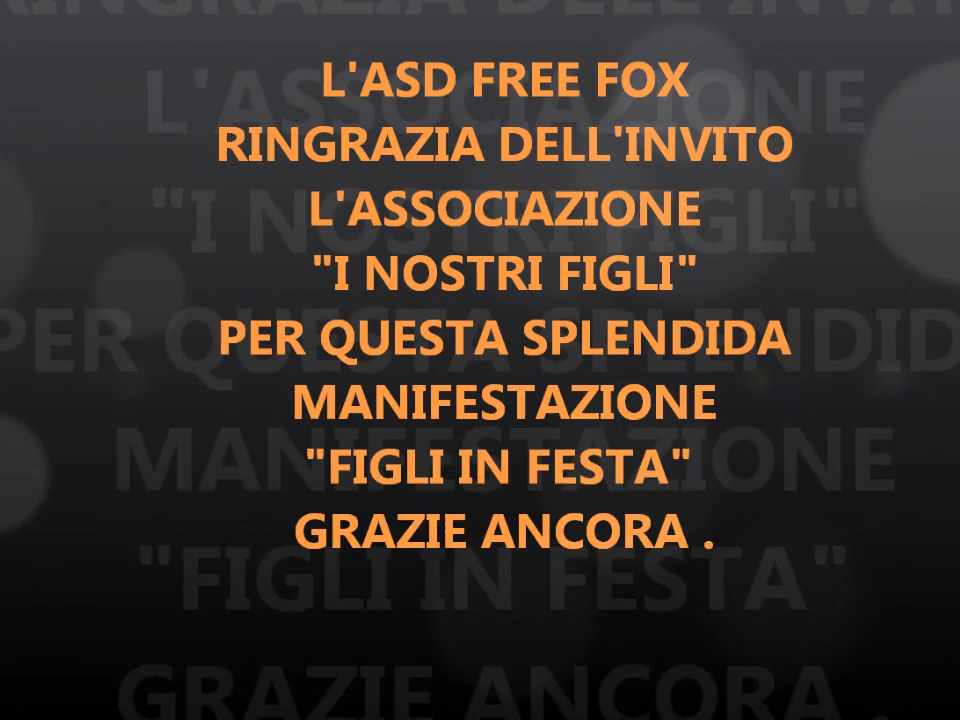 L'ASD FREE FOX
RINGRAZIA DELL'INVITO
L'ASSOCIAZIONE
"I NOSTRI FIGLI"
PER QUESTA SPLENDIDA
MANIFESTAZIONE
"FIGLI IN FESTA"
GRAZIE ANCORA .